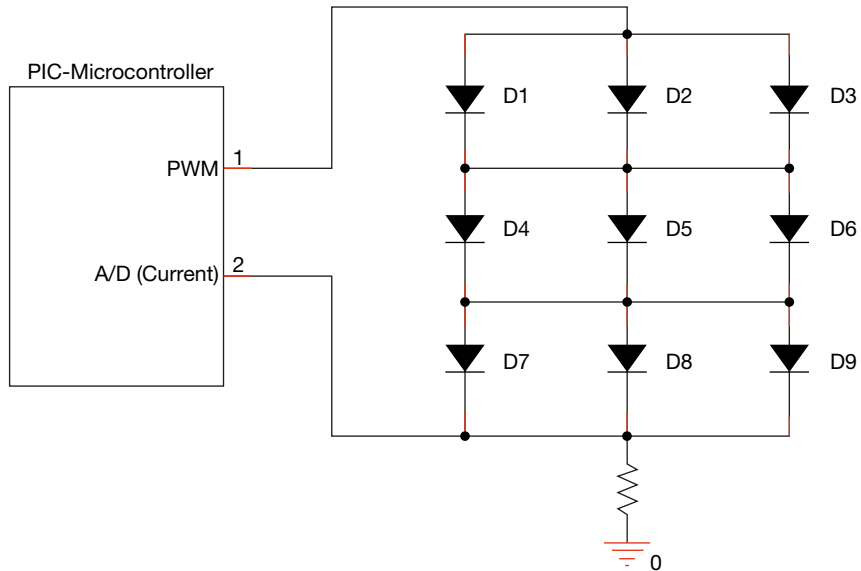 PIC-Microcontroller
PWM
1
A/D (Current)
2
D1
D2
D3
D4
D5
D6
D7
D8
D9
0